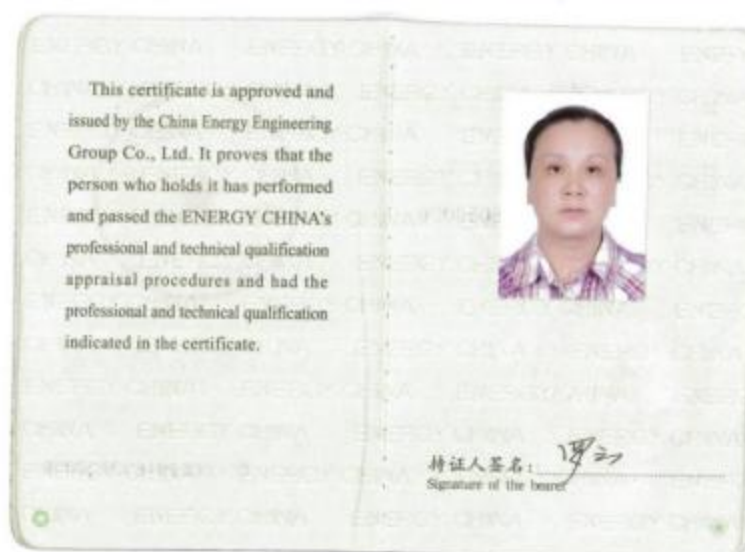 This certificate is approved and
issued by the China Energy Engineering
Group Co., Ltd. It proves that the
person who holds it has performed
and passed the ENERGY CHINA's
professional and technical qualification
appraisal procedures and had the
professional and technical qualification
indicated in the certificate.
持证人签名:
Signature of the bearer